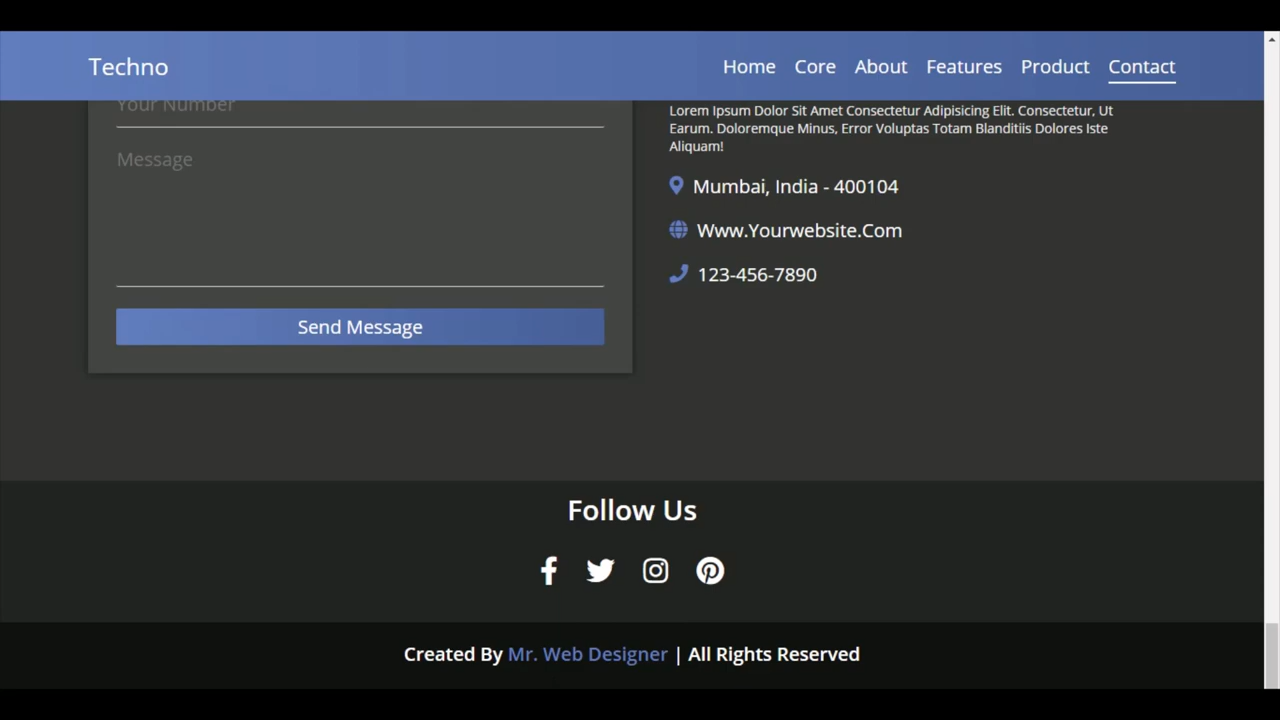 Techno
Home Core About Features Product Contact
Your Number
Message
Send Message
Lorem Ipsum Dolor Sit Amet Consectetur Adipisicing Elit. Consectetur, Ut
Earum. Doloremque Minus, Error Voluptas Totam Blanditiis Dolores Iste
Aliquam!
Mumbai, India - 400104
Www.Yourwebsite.Com
123-456-7890
Follow Us
Created By Mr. Web Designer | All Rights Reserved